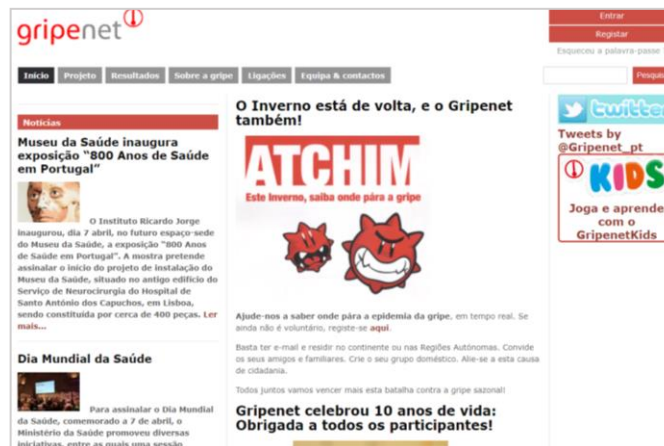 gripenet
Entrar
Registar
Esqueceu a palavra-passe
Início
Projeto
Resultados
Sobre a gripe
Ligações
Equipa & contactos
Pesquis
Notícias
Museu da Saúde inaugura
exposição “800 Anos de Saúde
em Portugal”
O Instituto Ricardo Jorge
inaugurou, dia 7 abril, no futuro espaço-sede
do Museu da Saúde, a exposição “800 Anos
de Saúde em Portugal”. A mostra pretende
assinalar o início do projeto de instalação do
Museu da Saúde, situado no antigo edifício do
Serviço de Neurocirurgia do Hospital de
Santo António dos Capuchos, em Lisboa,
sendo constituída por cerca de 400 peças. Ler
mais...
Dia Mundial da Saúde
Para assinalar o Dia Mundial
da Saúde, comemorado a 7 de abril, o
Ministério da Saúde promoveu diversas
iniciativas, entre as quais uma sessão
O Inverno está de volta, e o Gripenet
também!
ATCHIM
Este Inverno, saiba onde pára a gripe
Ajude-nos a saber onde pára a epidemia da gripe, em tempo real. Se
ainda não é voluntário, registe-se aqui.
Basta ter e-mail e residir no continente ou nas Regiões Autónomas. Convide
os seus amigos e familiares. Crie o seu grupo doméstico. Alie-se a esta causa
de cidadania.
Todos juntos vamos vencer mais esta batalha contra a gripe sazonal!
Gripenet celebrou 10 anos de vida:
Obrigada a todos os participantes!
twitter
Tweets by
@Gripenet_pt
KIDS
Joga e aprende
com o
GripenetKids